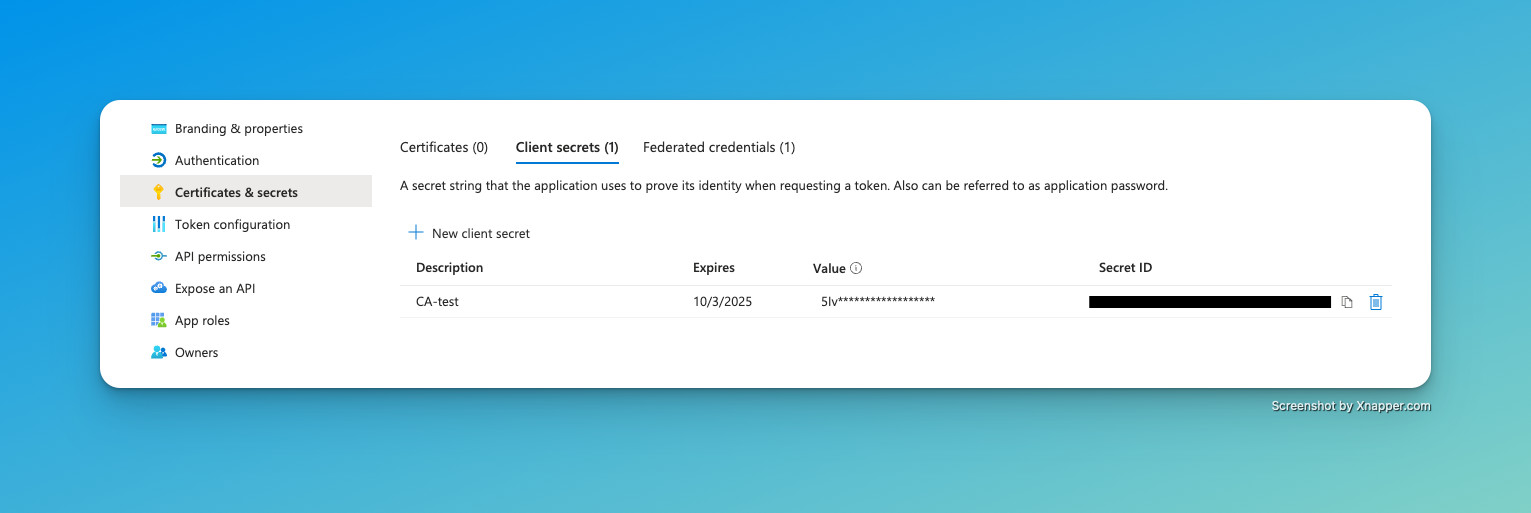 Branding & properties
Authentication
Certificates & secrets
Token configuration
API permissions
Expose an API
App roles
Owners
Certificates (0) Client secrets (1) Federated credentials (1)
A secret string that the application uses to prove its identity when requesting a token. Also can be referred to as application password.
New client secret
Description Expires Value Secret ID
CA-test 10/3/2025 5Iv******************
Screenshot by Xnapper.com